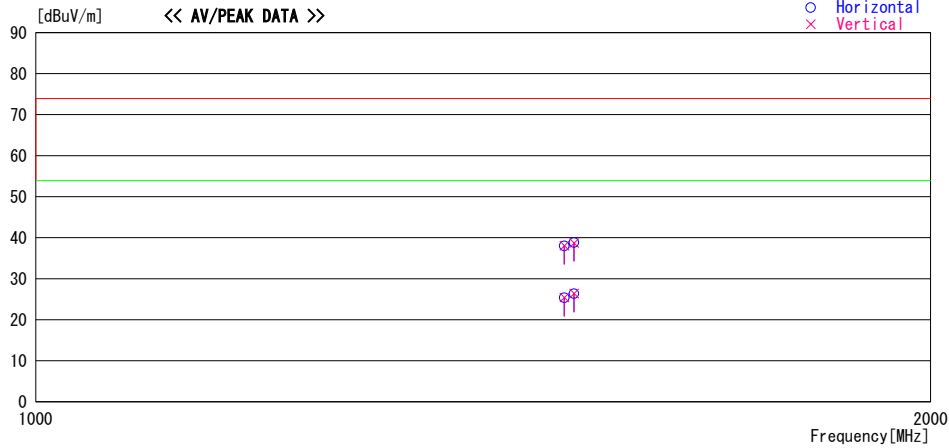 [dBuV/m] << AV/PEAK DATA >>
○ Horizontal
× Vertical
90
80
70
60
50
40
30
20
10
0
1000 2000
Frequency[MHz]